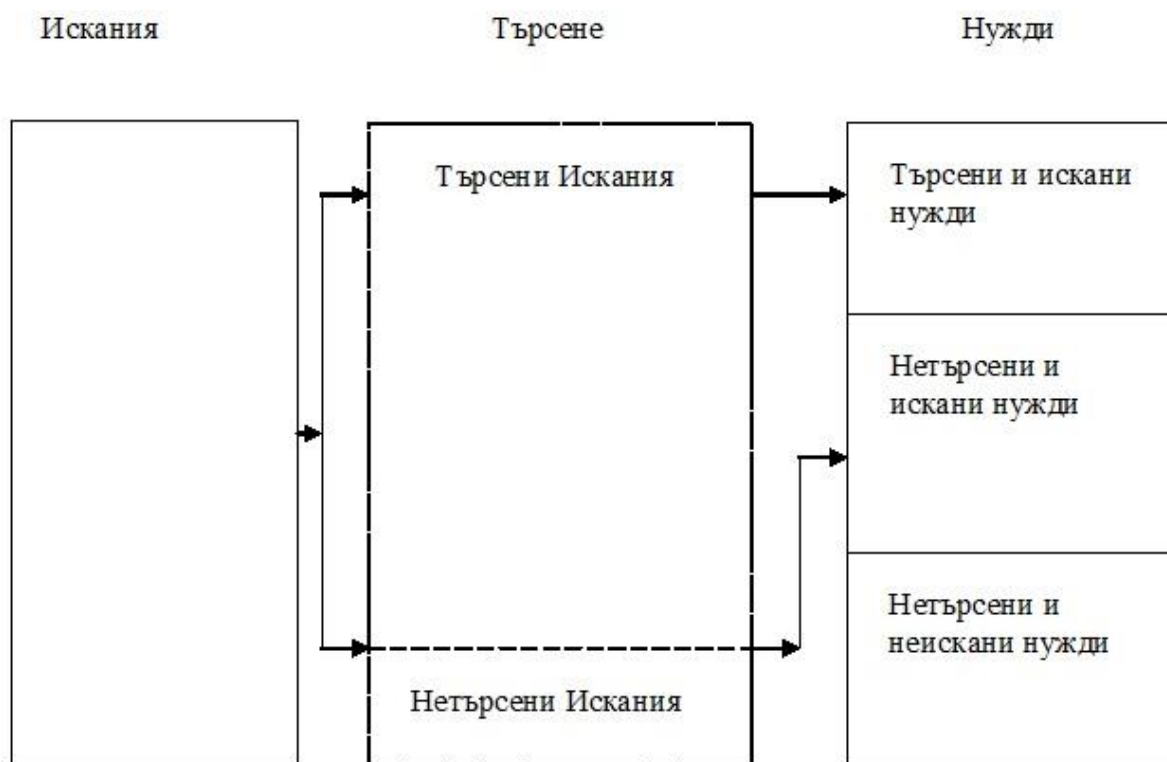 Искания
Търсене
Нужди
Търсени Искания
Търсени и искани
нужди
Нетърсени и
искани нужди
Нетърсени и
неискани нужди
Нетърсени Искания